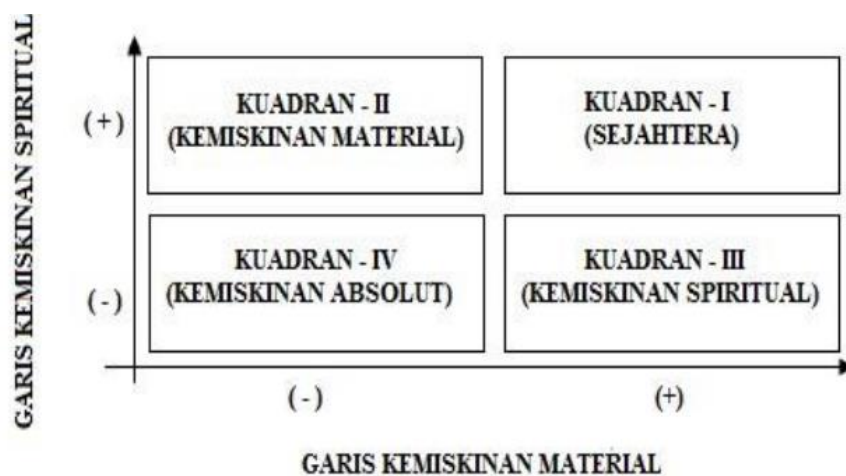 GARIS KEMISKINAN SPIRITUAL
(+)
KUADRAN - II
(KEMISKINAN MATERIAL)
KUADRAN - I
(SEJAHTERA)
(-)
KUADRAN - IV
(KEMISKINAN ABSOLUT)
KUADRAN - III
(KEMISKINAN SPIRITUAL)
(-)
(+)
GARIS KEMISKINAN MATERIAL